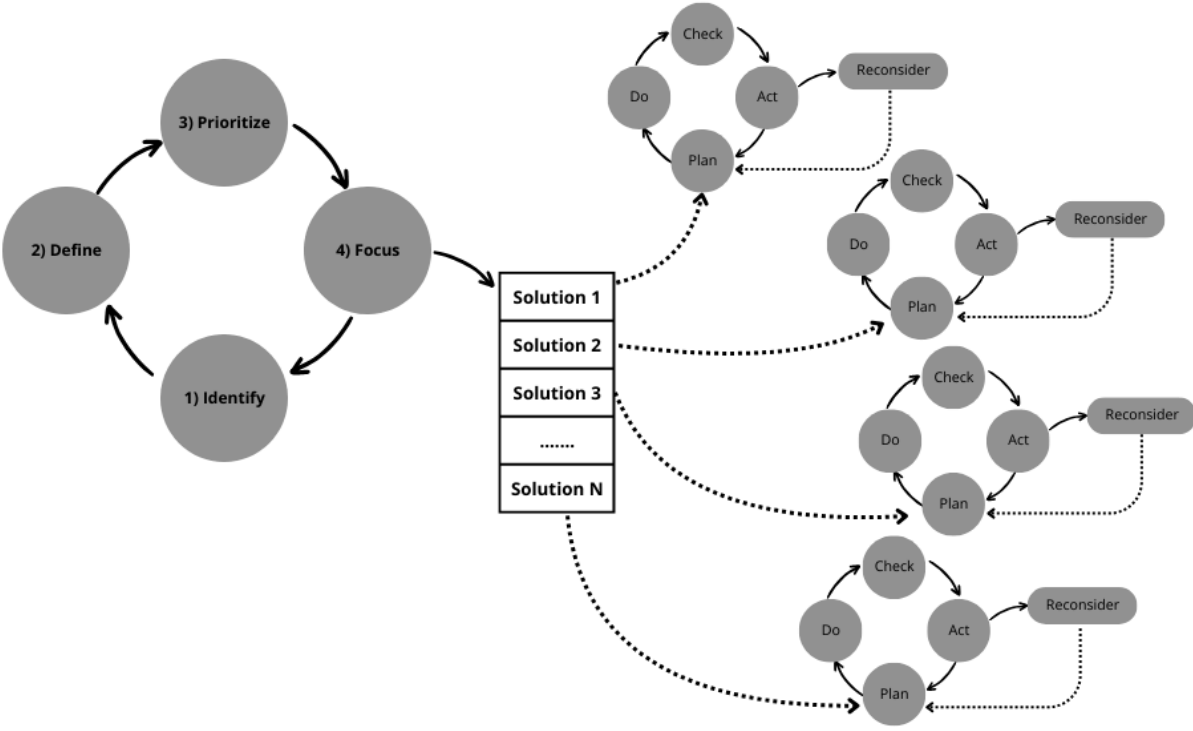 3) Prioritize
2) Define
4) Focus
1) Identify
Solution 1
Solution 2
Solution 3
.......
Solution N
Check
Do
Act
Plan
Reconsider
Check
Do
Act
Plan
Reconsider
Check
Do
Act
Plan
Reconsider
Check
Do
Act
Plan
Reconsider